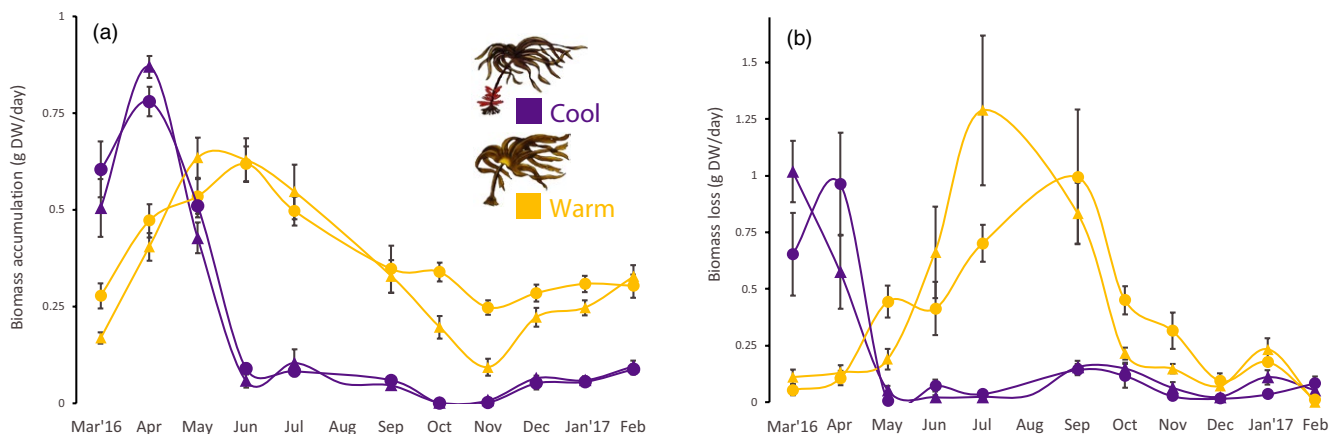 (a)
Biomass accumulation (g DW/day)
1
0.75
0.5
0.25
0
Cool
Warm
Mar'16 Apr May Jun Jul Aug Sep Oct Nov Dec Jan'17 Feb
(b)
Biomass loss (g DW/day)
1.5
1.25
1
0.75
0.5
0.25
0
Mar'16 Apr May Jun Jul Aug Sep Oct Nov Dec Jan'17 Feb